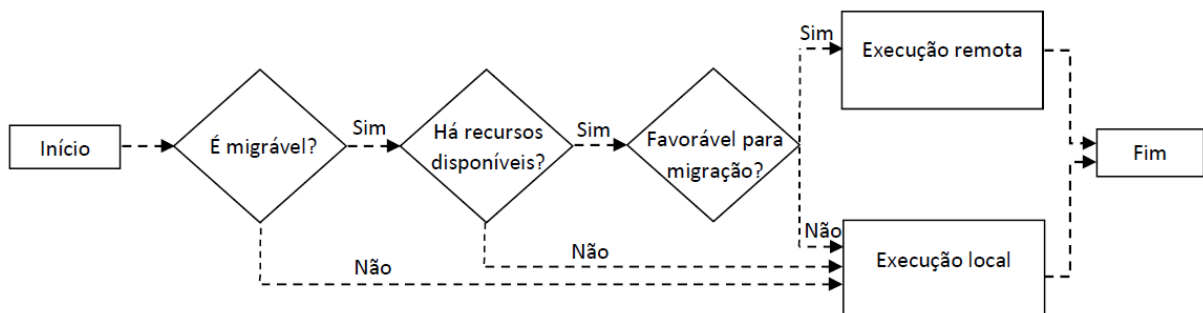 Início
É migrável?
Sim
Há recursos
disponíveis?
Sim
Favorável para
migração?
Sim
Execução remota
Não
Execução local
Não
Não
Fim